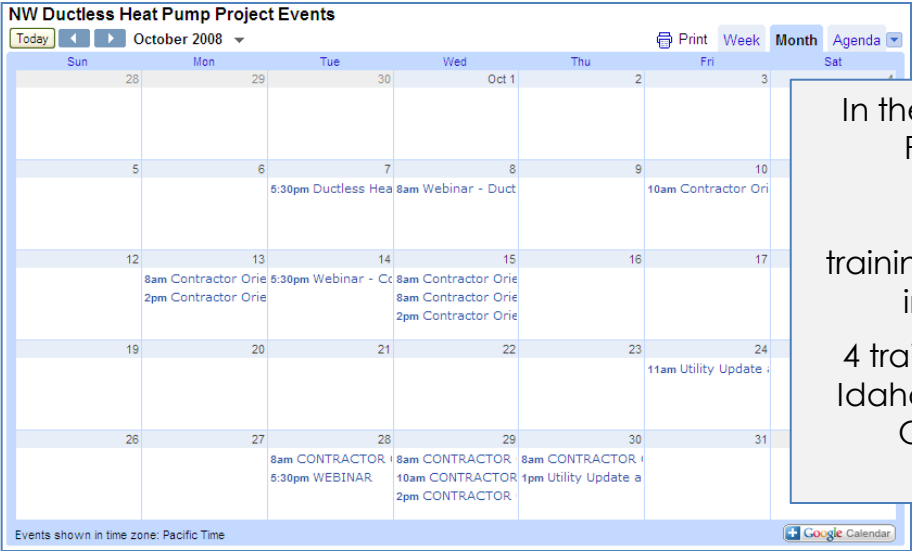 NW Ductless Heat Pump Project Events
Today October 2008 Print Week Month Agenda
Sun Mon Tue Wed Thu Fri Sat
28 29 30 Oct 1 2 3
5 6 7 8 9 10
5:30pm Ductless Hea 8am Webinar - Duct 10am Contractor Ori
12 13 14 15 16 17
8am Contractor Orie 5:30pm Webinar - Co 8am Contractor Orie
2pm Contractor Orie 8am Contractor Orie
2pm Contractor Orie
19 20 21 22 23 24
11am Utility Update
26 27 28 29 30 31
8am CONTRACTOR 8am CONTRACTOR 8am CONTRACTOR
5:30pm WEBINAR 10am CONTRACTOR 1pm Utility Update a
2pm CONTRACTOR
Events shown in time zone: Pacific Time
Google Calendar
In the
trainin
4 trai
Idaho